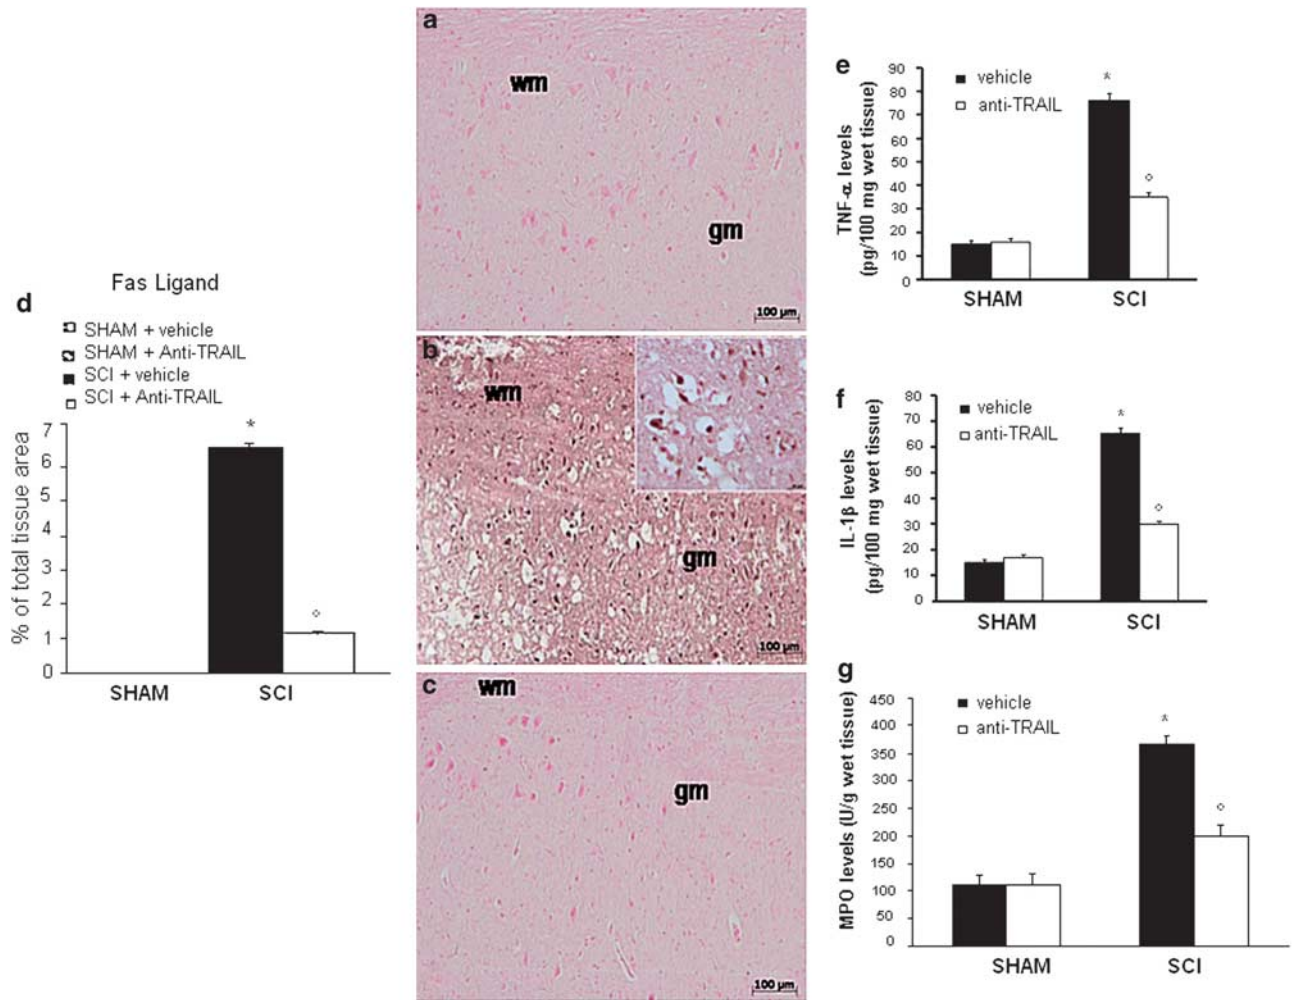 a
wm
gm
100 µm
b
wm
gm
100 µm
c
wm
gm
100 µm
d
Fas Ligand
SHAM + vehicle
SHAM + Anti-TRAIL
SCI + vehicle
SCI + Anti-TRAIL
% of total tissue area
7
6
5
4
3
2
1
0
*
SHAM
SCI
e
vehicle
anti-TRAIL
TNF-α levels
(pg/100 mg wet tissue)
90
80
70
60
50
40
30
20
10
0
*
SHAM
SCI
f
vehicle
anti-TRAIL
IL-1β levels
(pg/100 mg wet tissue)
80
70
60
50
40
30
20
10
0
*
SHAM
SCI
g
vehicle
anti-TRAIL
MPO levels (U/g wet tissue)
450
400
350
300
250
200
150
100
50
0
*
SHAM
SCI